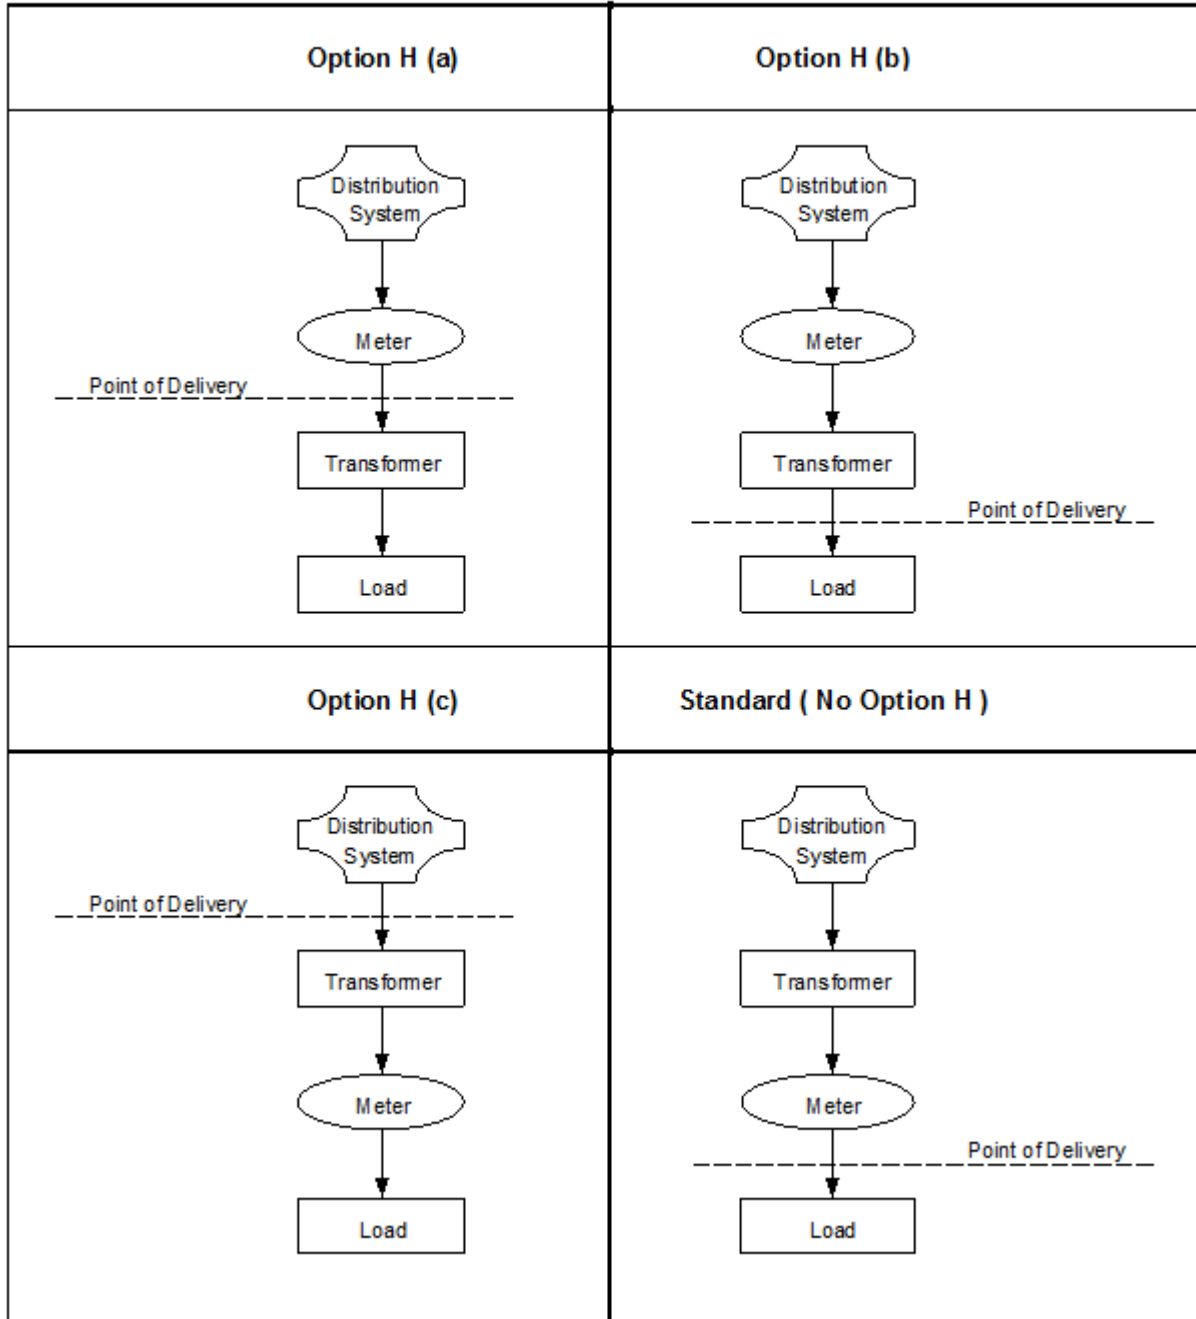 Option H (a)
Option H (b)
Distribution
System
Meter
Point of Delivery
Transformer
Load
Distribution
System
Meter
Transformer
Point of Delivery
Load
Option H (c)
Standard ( No Option H )
Distribution
System
Point of Delivery
Transformer
Meter
Load
Distribution
System
Transformer
Meter
Point of Delivery
Load